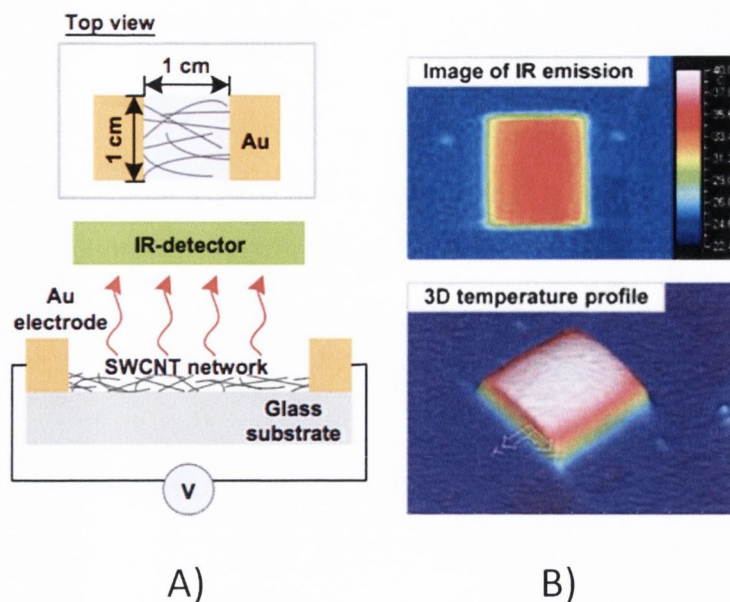 Top view
1 cm
1 cm
Au
IR-detector
Au
electrode
SWCNT network
Glass
substrate
V
A)
Image of IR emission
3D temperature profile
B)